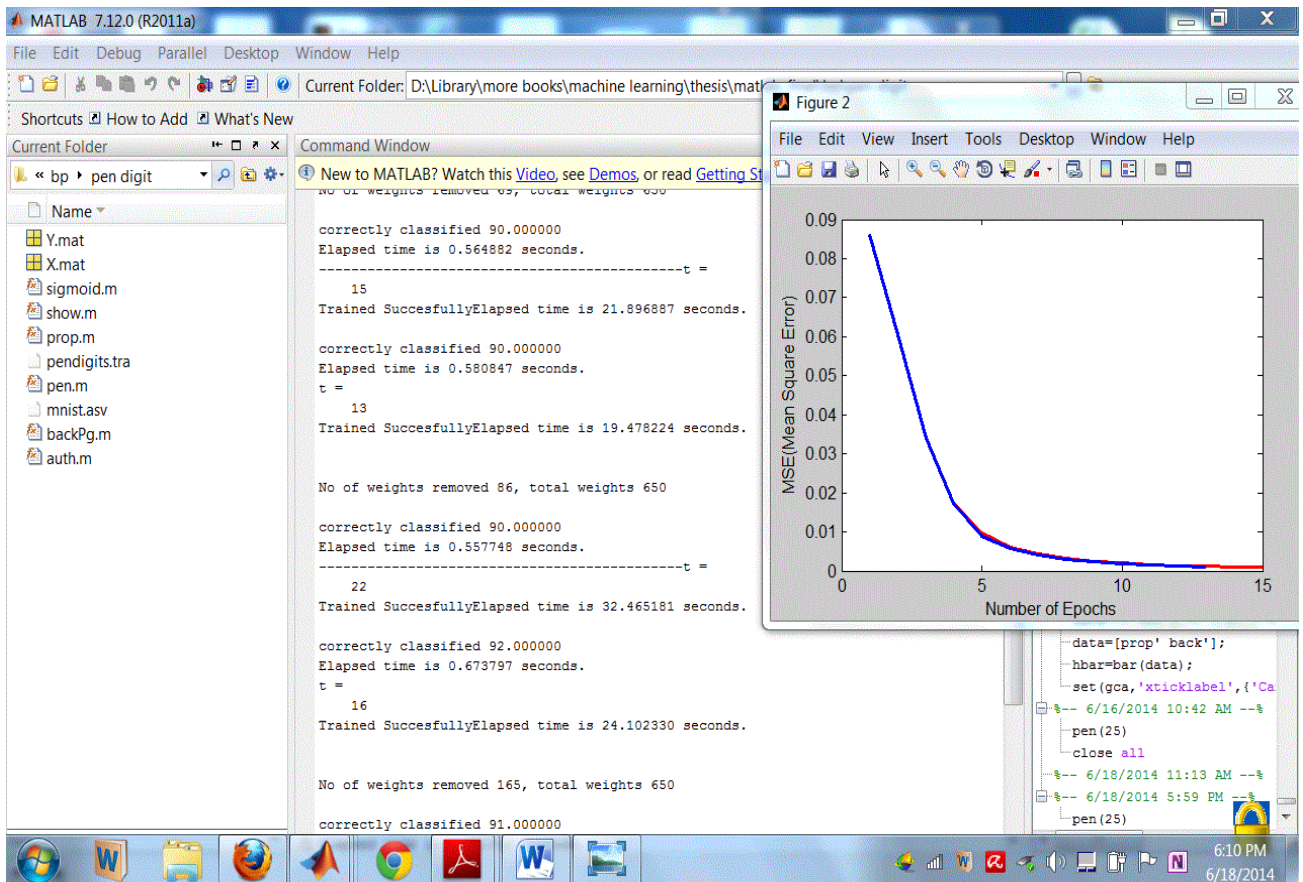 MATLAB 7.12.0 (R2011a)
File Edit Debug Parallel Desktop Window Help
Current Folder: D:\Library\more books\machine learning\thesis\
Shortcuts How to Add What's New
Current Folder
« bp pen digit
Name
Y.mat
X.mat
sigmoid.m
show.m
prop.m
pendigits.tra
pen.m
mnist.asv
backPg.m
auth.m
Command Window
New to MATLAB? Watch this Video, see Demos, or read Getting St
No of weights removed 69, total weights 650
correctly classified 90.000000
Elapsed time is 0.564882 seconds.
---------------------------------------------t =
15
Trained SuccesfullyElapsed time is 21.896887 seconds.
correctly classified 90.000000
Elapsed time is 0.580847 seconds.
t =
13
Trained SuccesfullyElapsed time is 19.478224 seconds.
No of weights removed 86, total weights 650
correctly classified 90.000000
Elapsed time is 0.557748 seconds.
---------------------------------------------t =
22
Trained SuccesfullyElapsed time is 32.465181 seconds.
correctly classified 92.000000
Elapsed time is 0.673797 seconds.
t =
16
Trained SuccesfullyElapsed time is 24.102330 seconds.
No of weights removed 165, total weights 650
correctly classified 91.000000
Figure 2
File Edit View Insert Tools Desktop Window Help
MSE(Mean Square Error)
0.09
0.08
0.07
0.06
0.05
0.04
0.03
0.02
0.01
0
0 5 10 15
Number of Epochs
data=[prop' back'];
hbar=bar(data);
set(gca,'xticklabel',{'Ca
%-- 6/16/2014 10:42 AM --%
pen(25)
close all
%-- 6/18/2014 11:13 AM --%
%-- 6/18/2014 5:59 PM --%
pen(25)
6:10 PM
6/18/2014